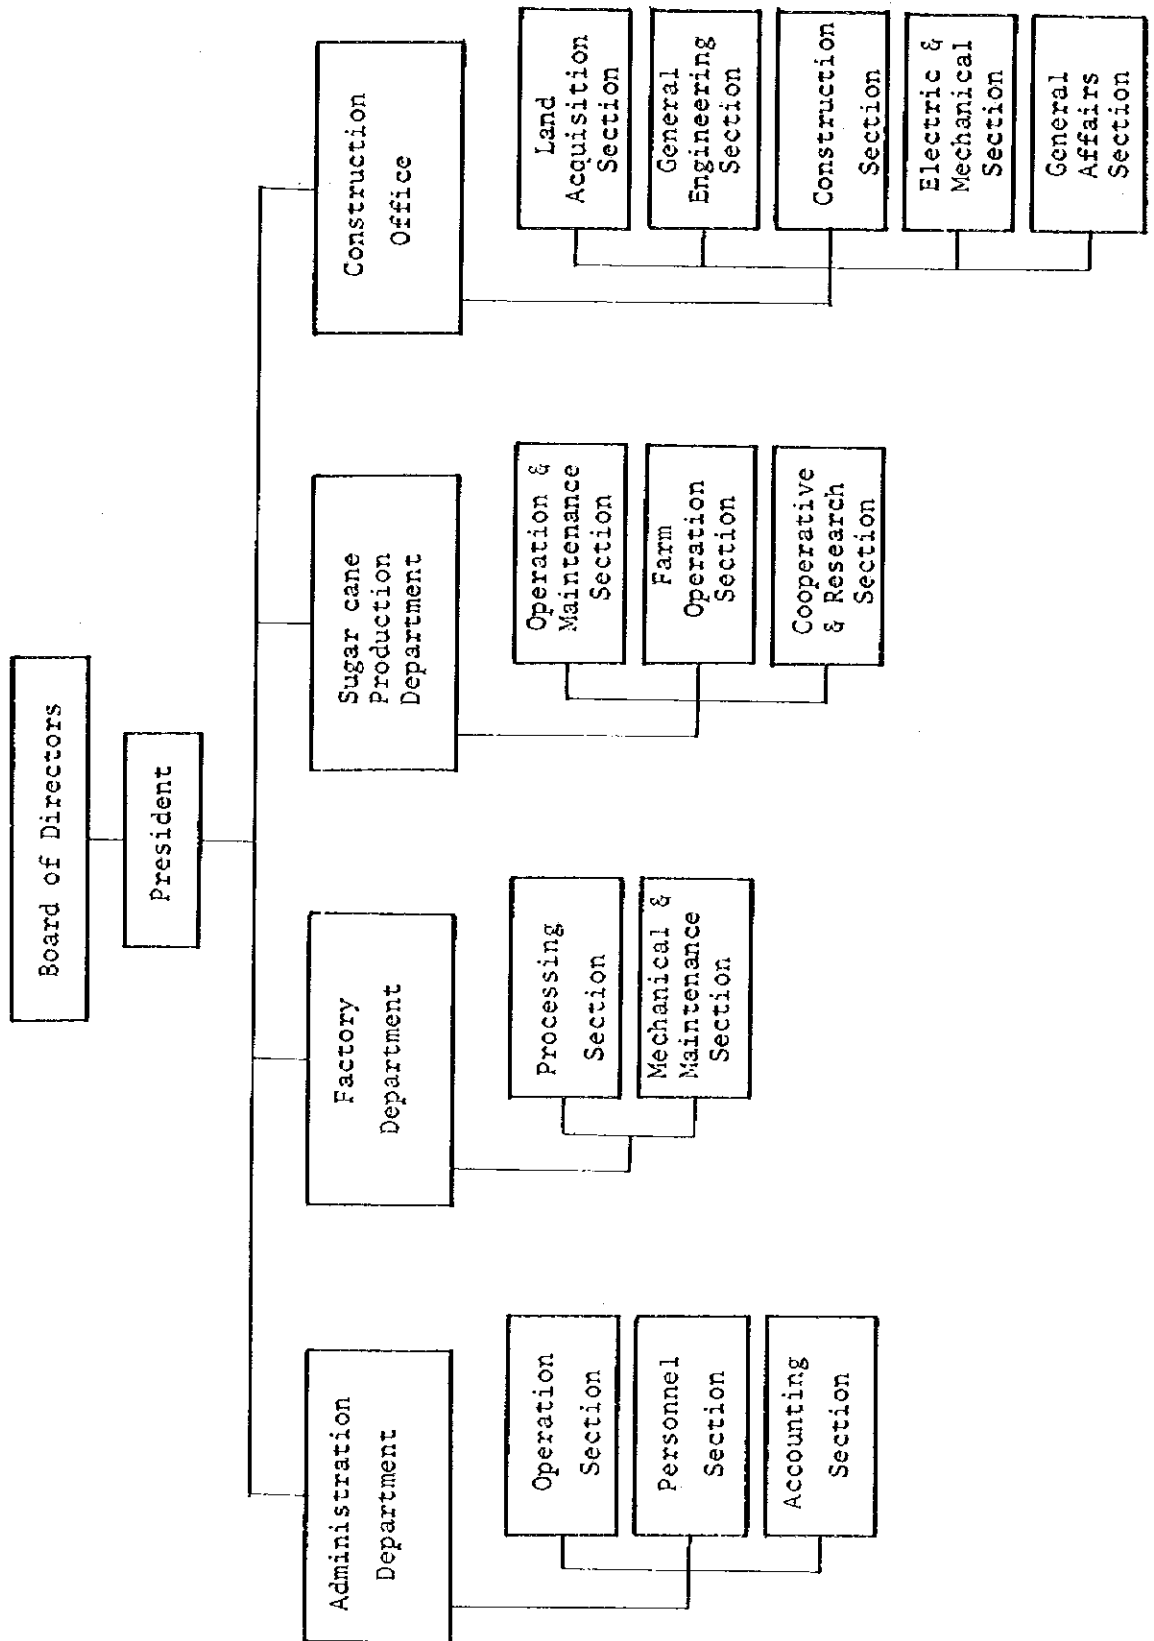 Board of Directors
President
Administration
Department
Factory
Department
Sugar cane
Production
Department
Construction
Office
Operation
Section
Personnel
Section
Accounting
Section
Processing
Section
Mechanical &
Maintenance
Section
Operation &
Maintenance
Section
Farm
Operation
Section
Cooperative
& Research
Section
Land
Acquisition
Section
General
Engineering
Section
Construction
Section
Electric &
Mechanical
Section
General
Affairs
Section